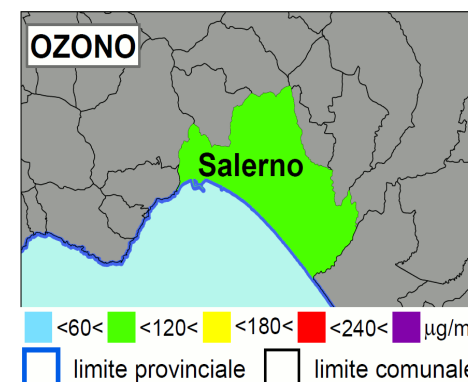 OZONO
Salerno
<60< <120< <180< <240< µg/m
limite provinciale limite comunale